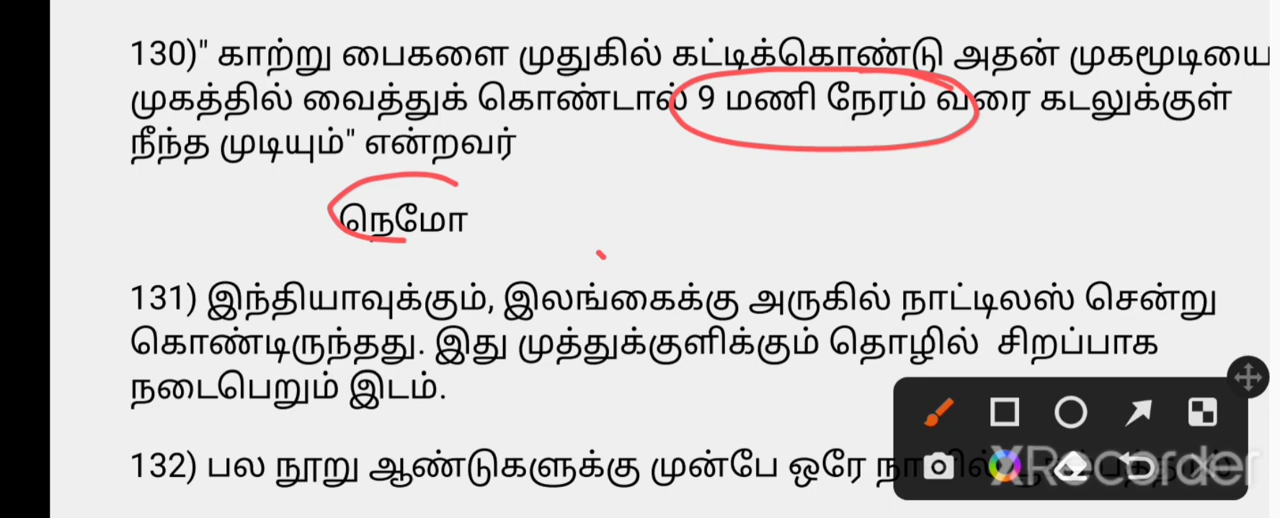 130)" காற்று பைகளை முதுகில் கட்டிக்கொண்டு அதன் முகமூடியை
முகத்தில் வைத்துக் கொண்டால் 9 மணி நேரம் வரை கடலுக்குள்
நீந்த முடியும்" என்றவர்
நெமோ
131) இந்தியாவுக்கும், இலங்கைக்கு அருகில் நாட்டிலஸ் சென்று
கொண்டிருந்தது. இது முத்துக்குளிக்கும் தொழில் சிறப்பாக
நடைபெறும் இடம்.
132) பல நூறு ஆண்டுகளுக்கு முன்பே ஒரே
XRecorder